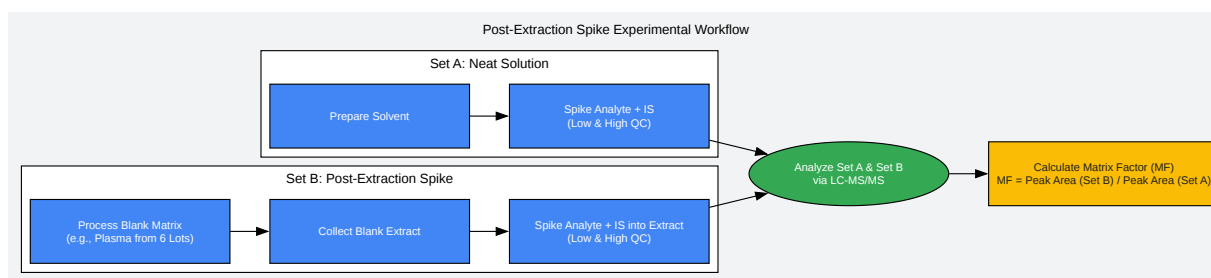 Post-Extraction Spike Experimental Workflow
Set A: Neat Solution
Prepare Solvent
Spike Analyte + IS
(Low & High QC)
Set B: Post-Extraction Spike
Process Blank Matrix
(e.g., Plasma from 6 Lots)
Collect Blank Extract
Spike Analyte + IS into Extract
(Low & High QC)
Analyze Set A & Set B
via LC-MS/MS
Calculate Matrix Factor (MF)
MF = Peak Area (Set B) / Peak Area (Set A)